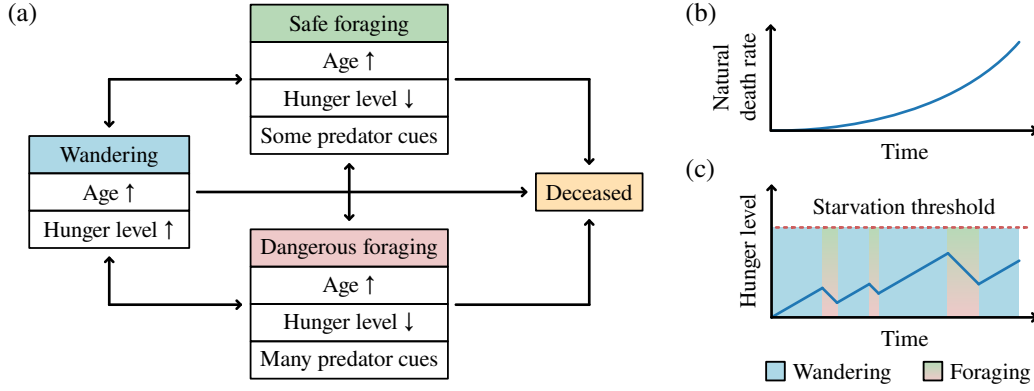 (a)
Safe foraging
Age ↑
Hunger level ↓
Some predator cues
Wandering
Age ↑
Hunger level ↑
Deceased
Dangerous foraging
Age ↑
Hunger level ↓
Many predator cues
(b)
Natural
death rate
Time
(c)
Hunger level
Starvation threshold
Time
Wandering
Foraging